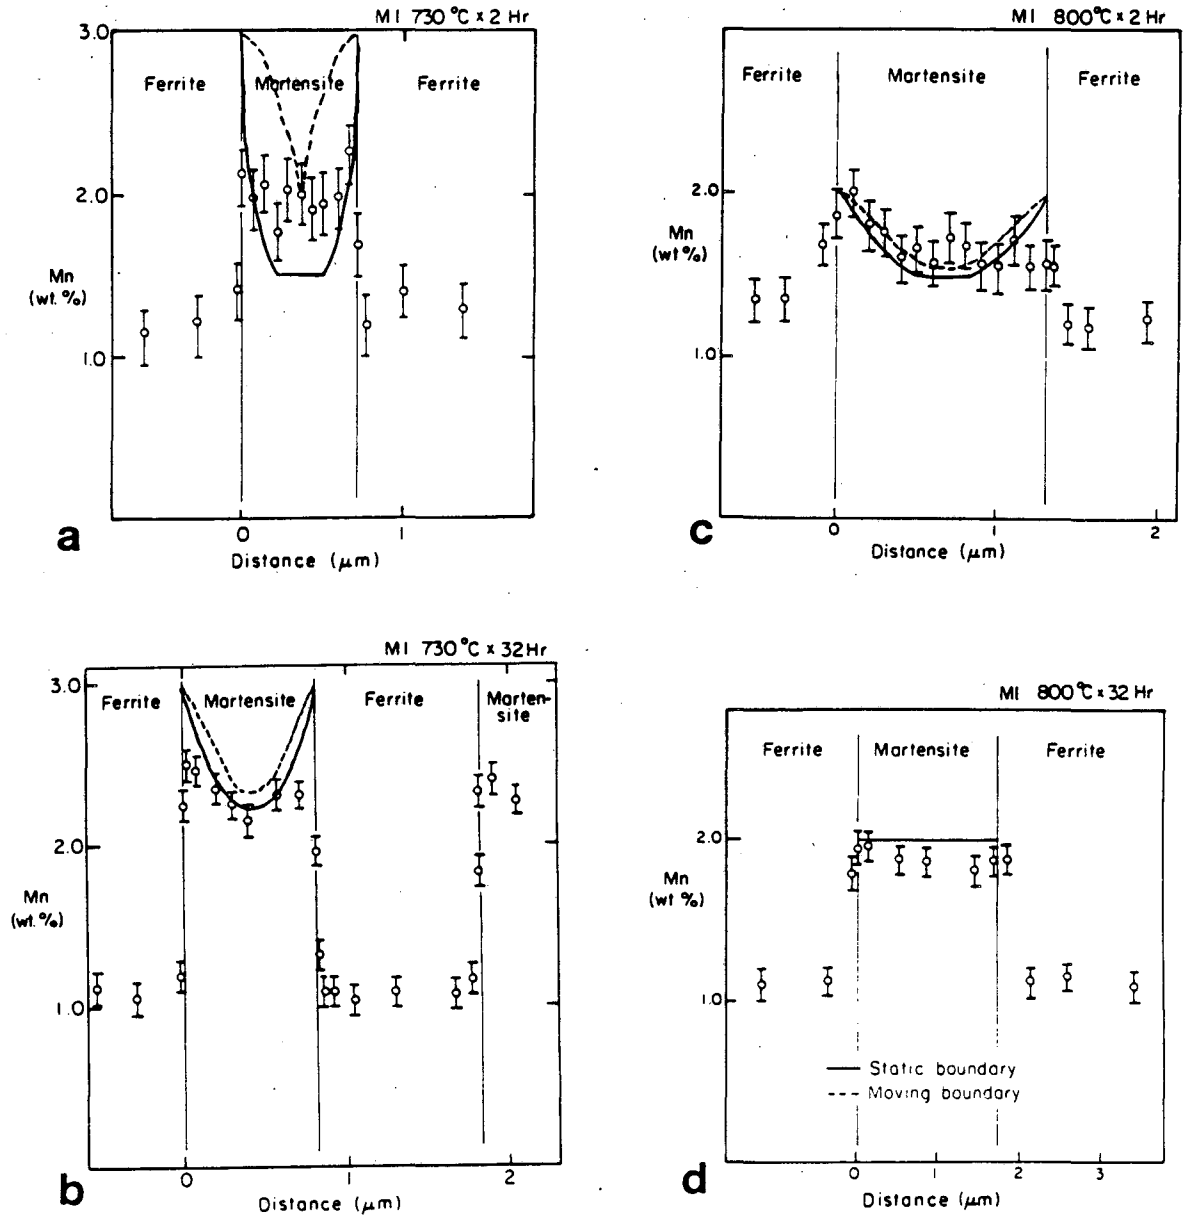 MI 730°C × 2 Hr
3.0
Ferrite Martensite Ferrite
2.0
Mn
(wt.%)
1.0
0 1
a
Distance (μm)
MI 800°C × 2 Hr
Ferrite Martensite Ferrite
2.0
Mn
(wt%)
1.0
0 1 2
c
Distance (μm)
MI 730°C × 32Hr
3.0
Ferrite Martensite Ferrite Marten-
site
2.0
Mn
(wt.%)
1.0
0 1 2
b
Distance (μm)
MI 800°C × 32 Hr
Ferrite Martensite Ferrite
2.0
Mn
(wt %)
1.0
Static boundary
Moving boundary
0 1 2 3
d
Distance (μm)